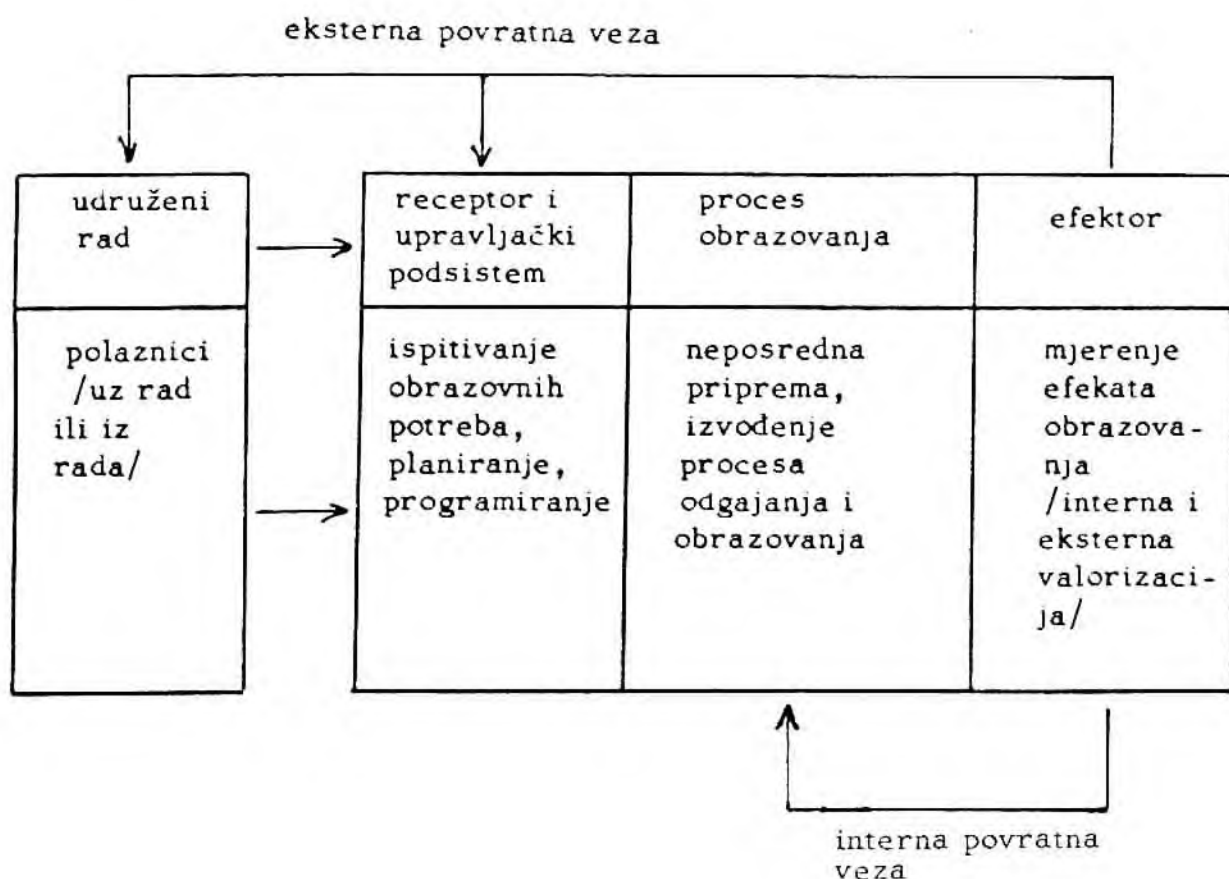 eksterna povratna veza
udruženi
rad
receptor i
upravljački
podsistem
proces
obrazovanja
efektor
polaznici
/uz rad
ili iz
rada/
ispitivanje
obrazovnih
potreba,
planiranje,
programiranje
neposredna
priprema,
izvođenje
procesa
odgajanja i
obrazovanja
mjerenje
efekata
obrazova-
nja
/interna i
eksterna
valorizaci-
ja/
interna povratna
veza